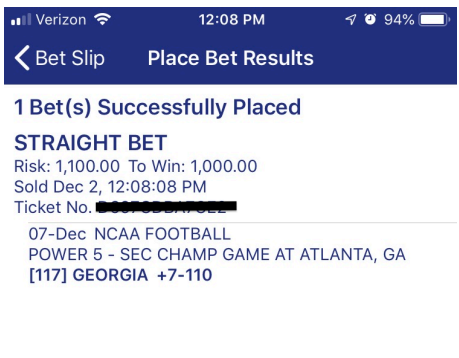 Verizon 12:08 PM 94%
Bet Slip Place Bet Results
1 Bet(s) Successfully Placed
STRAIGHT BET
Risk: 1,100.00 To Win: 1,000.00
Sold Dec 2, 12:08:08 PM
Ticket No.
07-Dec NCAA FOOTBALL
POWER 5 - SEC CHAMP GAME AT ATLANTA, GA
[117] GEORGIA +7-110